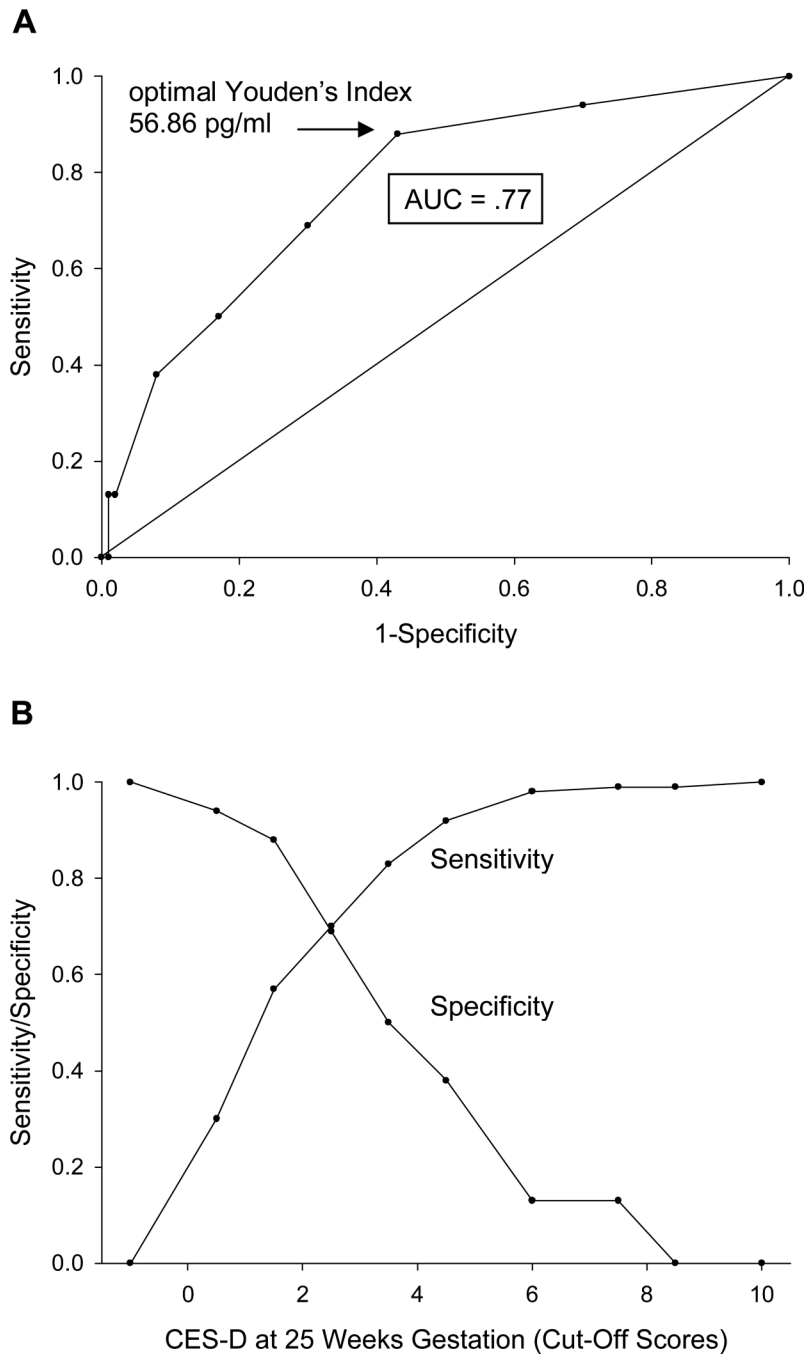 A
optimal Youden's Index
56.86 pg/ml
AUC = .77
1.0
0.8
0.6
0.4
0.2
0.0
Sensitivity
0.0 0.2 0.4 0.6 0.8 1.0
1-Specificity
B
1.0
0.8
0.6
0.4
0.2
0.0
Sensitivity/Specificity
Sensitivity
Specificity
0 2 4 6 8 10
CES-D at 25 Weeks Gestation (Cut-Off Scores)